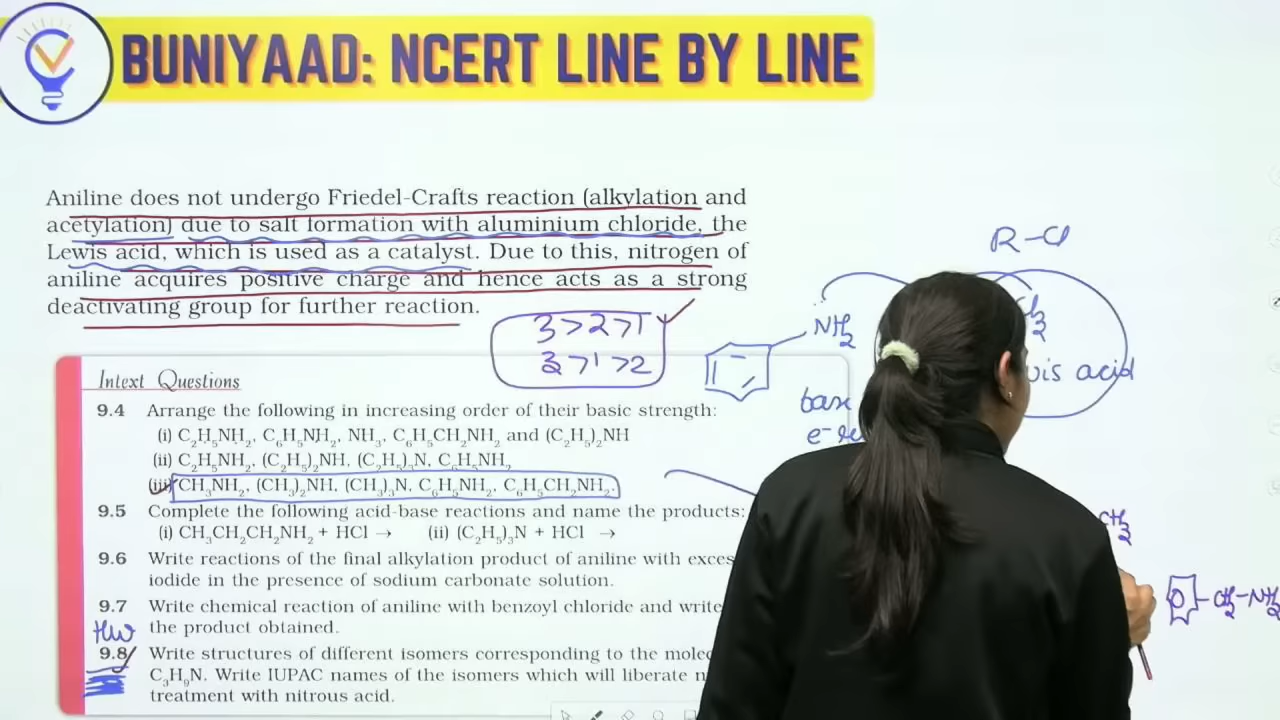 BUNIYAAD: NCERT LINE BY LINE
Aniline does not undergo Friedel-Crafts reaction (alkylation and
acetylation) due to salt formation with aluminium chloride, the
Lewis acid, which is used as a catalyst. Due to this, nitrogen of
aniline acquires positive charge and hence acts as a strong
deactivating group for further reaction.
3>2>1
3>1>2
R-Cl
NH₂
acid
base
Intext Questions
9.4 Arrange the following in increasing order of their basic strength:
(i) C₂H₅NH₂, C₆H₅NH₂, NH₃, C₆H₅CH₂NH₂ and (C₂H₅)₂NH
(ii) C₂H₅NH₂, (C₂H₅)₂NH, (C₂H₅)₃N, C₆H₅NH₂
(iii) CH₃NH₂, (CH₃)₂NH, (CH₃)₃N, C₆H₅NH₂, C₆H₅CH₂NH₂.
9.5 Complete the following acid-base reactions and name the products:
(i) CH₃CH₂CH₂NH₂ + HCl → (ii) (C₂H₅)₃N + HCl →
CH₃
9.6 Write reactions of the final alkylation product of aniline with
iodide in the presence of sodium carbonate solution.
CH₂-NH₂
9.7 Write chemical reaction of aniline with benzoyl chloride and write
the product obtained.
HW
9.8 Write structures of different isomers corresponding to the
C₃H₉N. Write IUPAC names of the isomers which will liberate
treatment with nitrous acid.